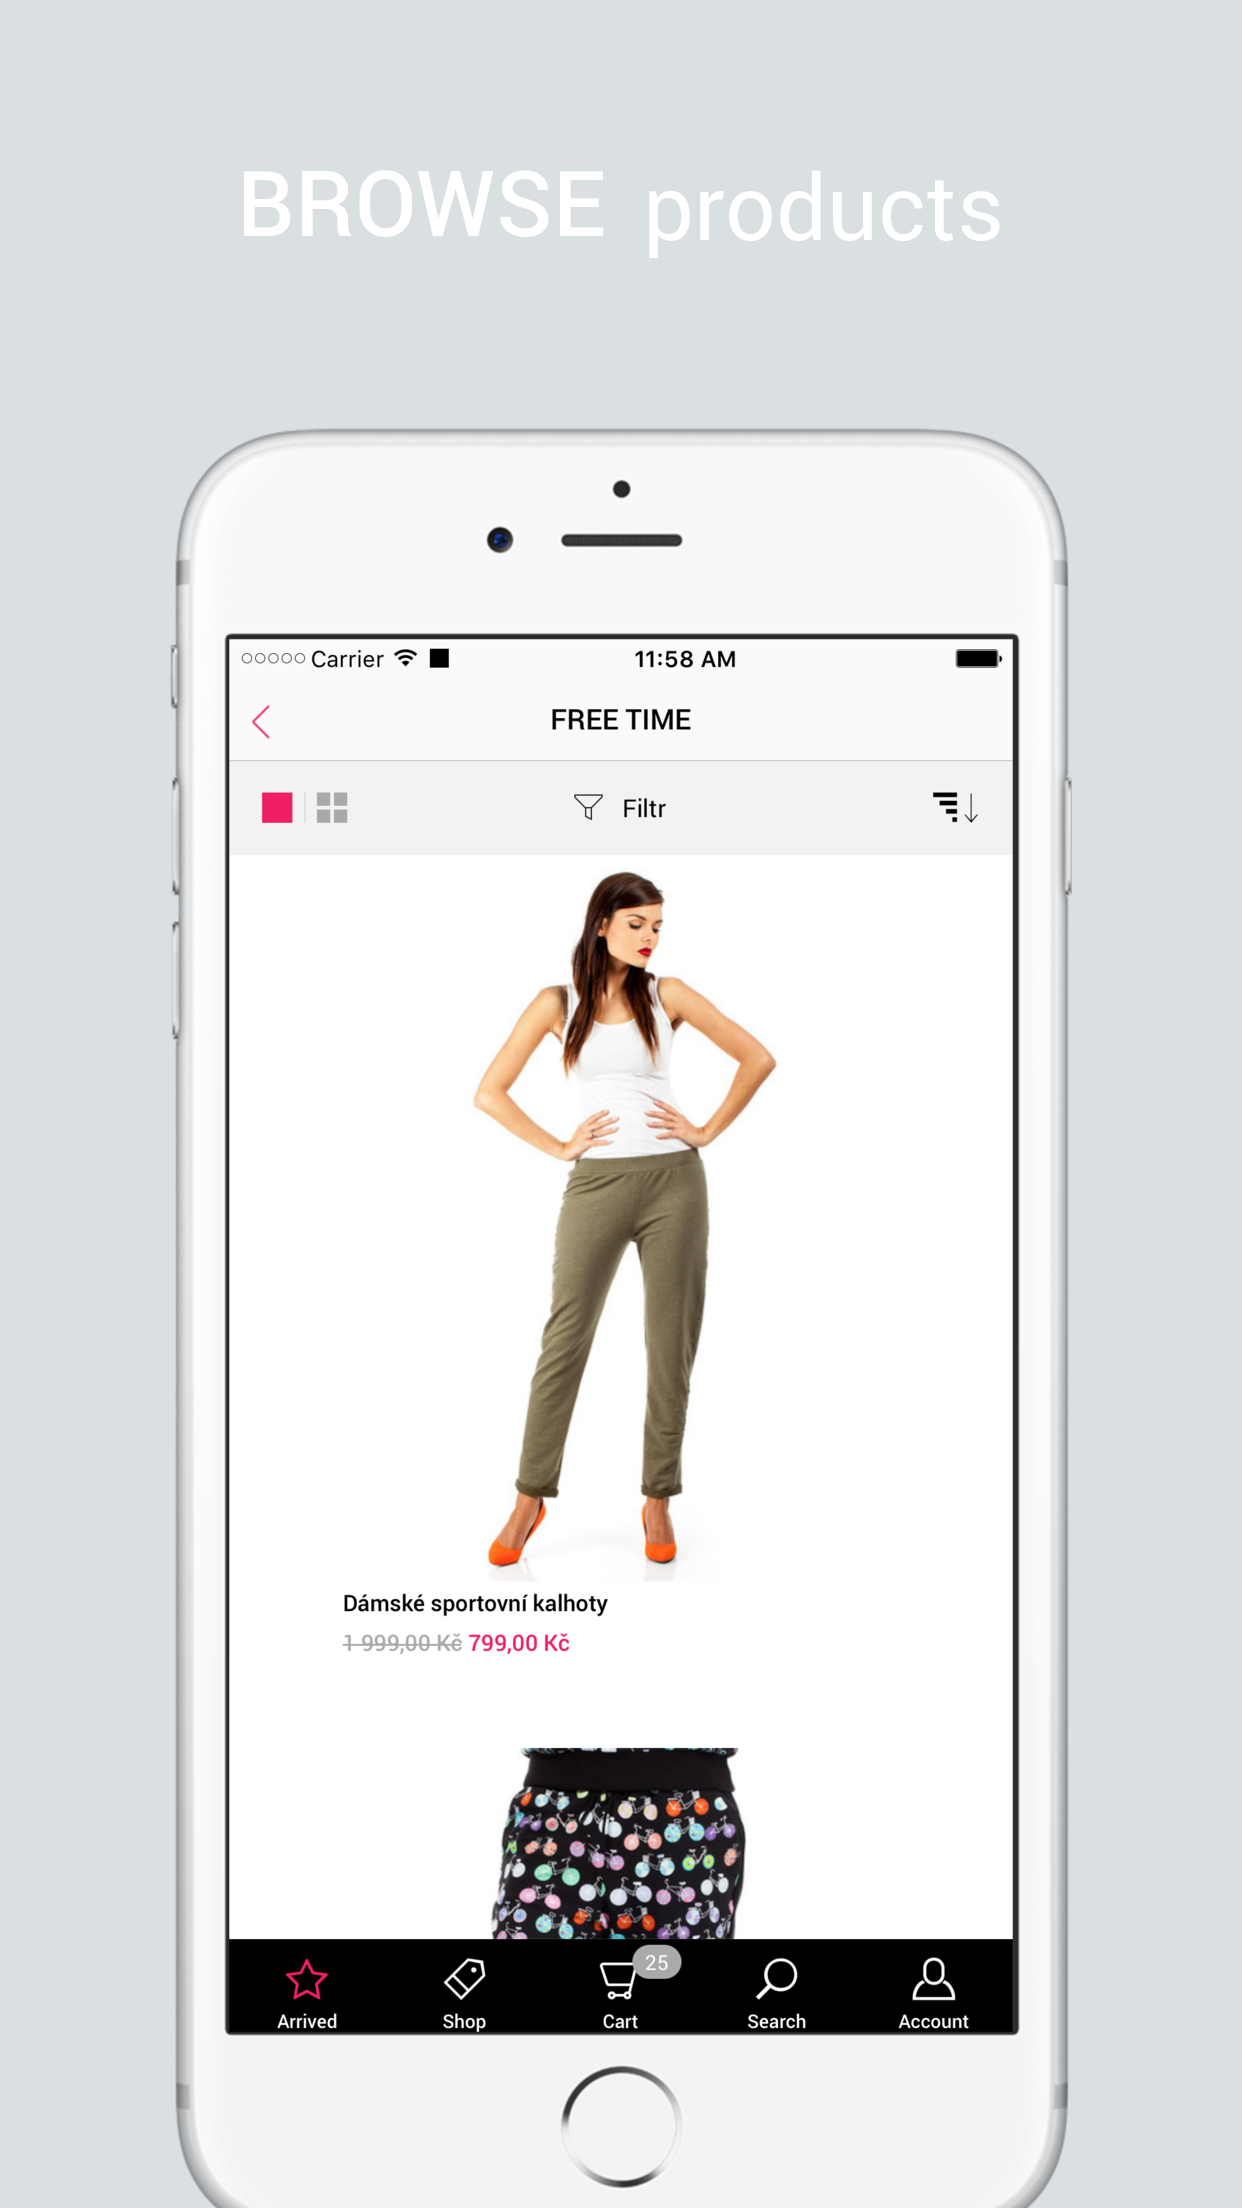 BROWSE products
Carrier 11:58 AM
FREE TIME
Filtr
Dámské sportovní kalhoty
1 999,00 Kč 799,00 Kč
25
Arrived Shop Cart Search Account